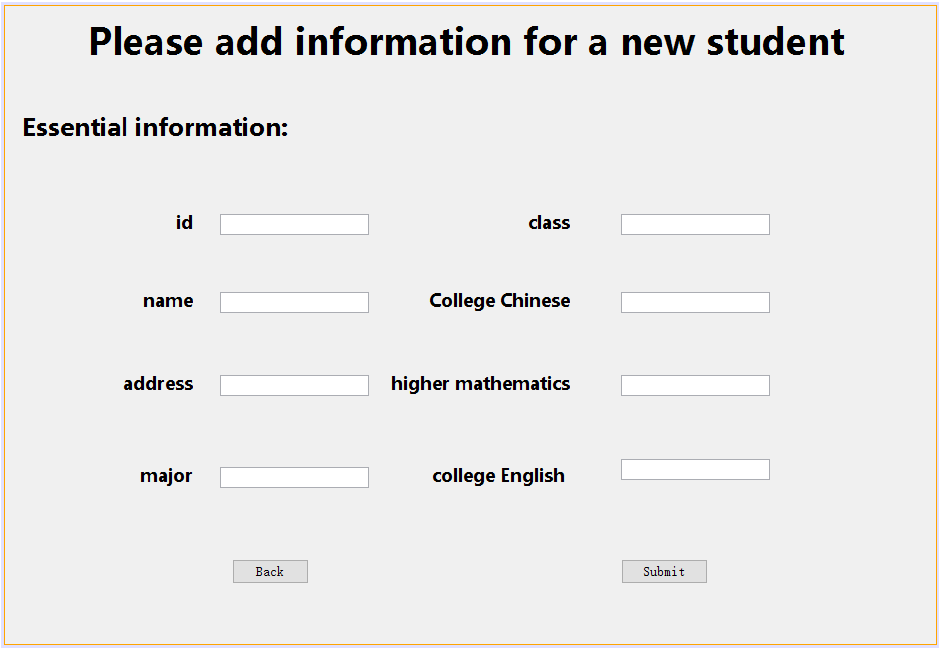 Please add information for a new student
Essential information:
id class
name College Chinese
address higher mathematics
major college English
Back Submit